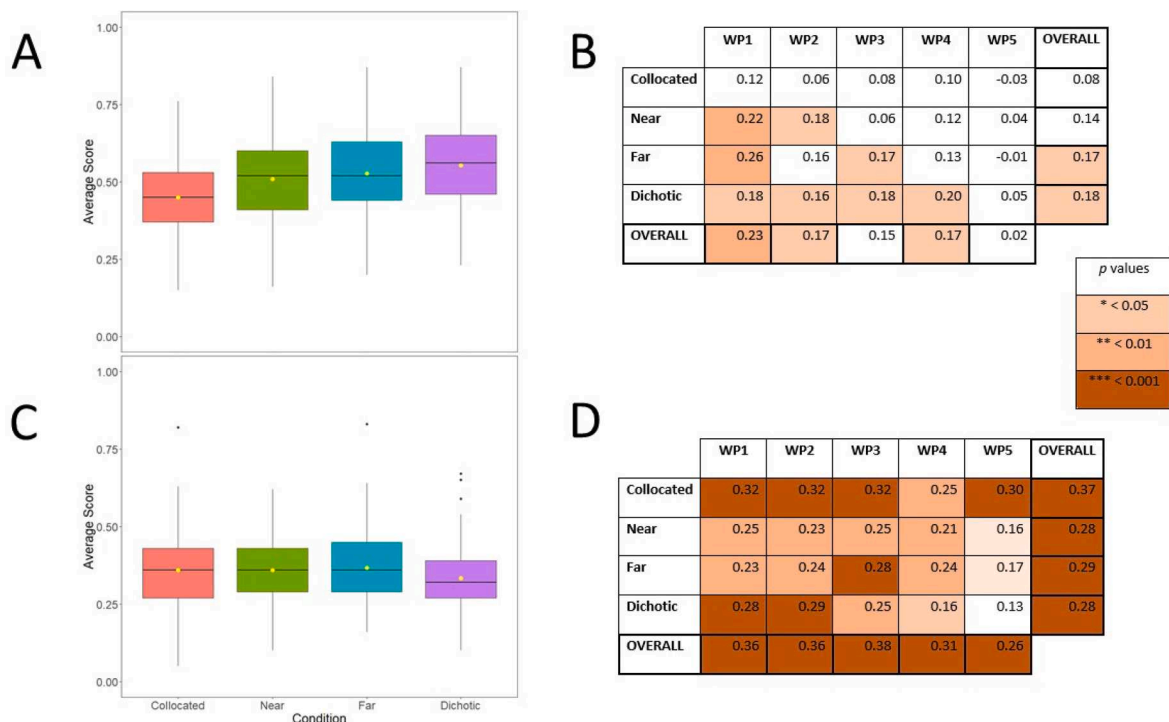 A
1.00
0.75
0.50
0.25
0.00
Average Score
B
WP1 WP2 WP3 WP4 WP5 OVERALL
Collocated 0.12 0.06 0.08 0.10 -0.03 0.08
Near 0.22 0.18 0.06 0.12 0.04 0.14
Far 0.26 0.16 0.17 0.13 -0.01 0.17
Dichotic 0.18 0.16 0.18 0.20 0.05 0.18
OVERALL 0.23 0.17 0.15 0.17 0.02
p values
* < 0.05
** < 0.01
*** < 0.001
C
1.00
0.75
0.50
0.25
0.00
Average Score
Collocated Near Far Dichotic
Condition
D
WP1 WP2 WP3 WP4 WP5 OVERALL
Collocated 0.32 0.32 0.32 0.25 0.30 0.37
Near 0.25 0.23 0.25 0.21 0.16 0.28
Far 0.23 0.24 0.28 0.24 0.17 0.29
Dichotic 0.28 0.29 0.25 0.16 0.13 0.28
OVERALL 0.36 0.36 0.38 0.31 0.26